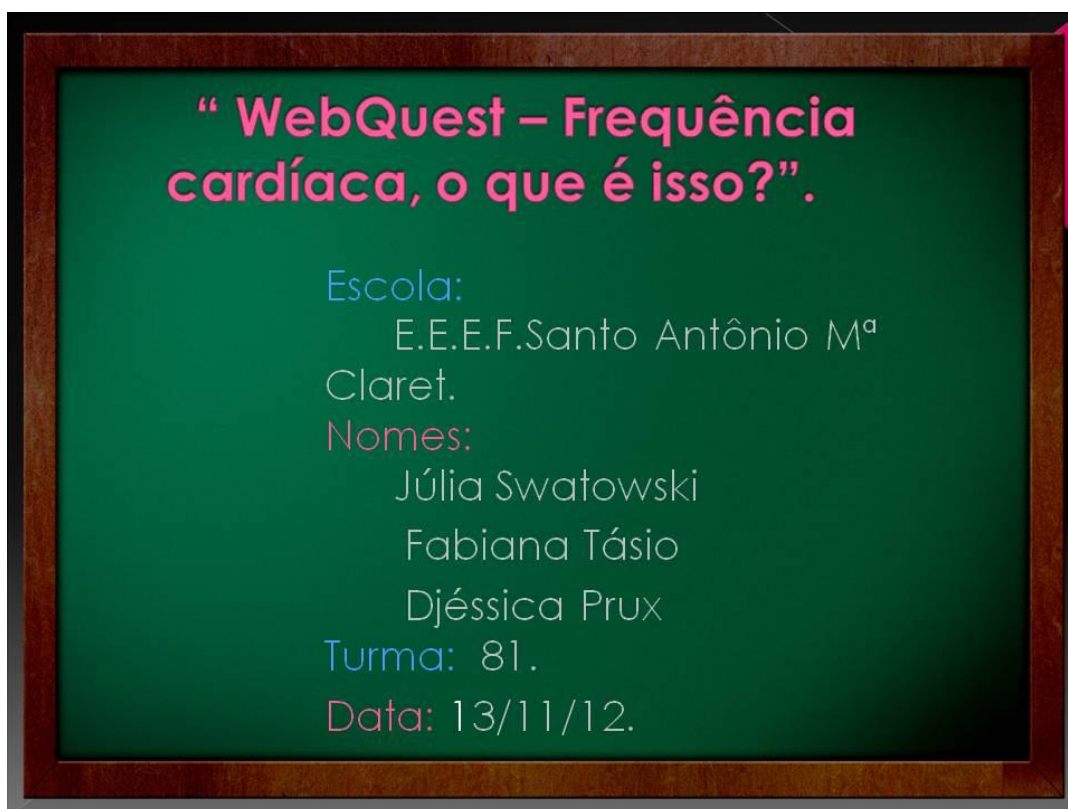 “ WebQuest – Frequência
cardíaca, o que é isso?”.
Escola:
E.E.E.F.Santo Antônio Mª
Claret.
Nomes:
Júlia Swatowski
Fabiana Tásio
Djéssica Prux
Turma: 81.
Data: 13/11/12.